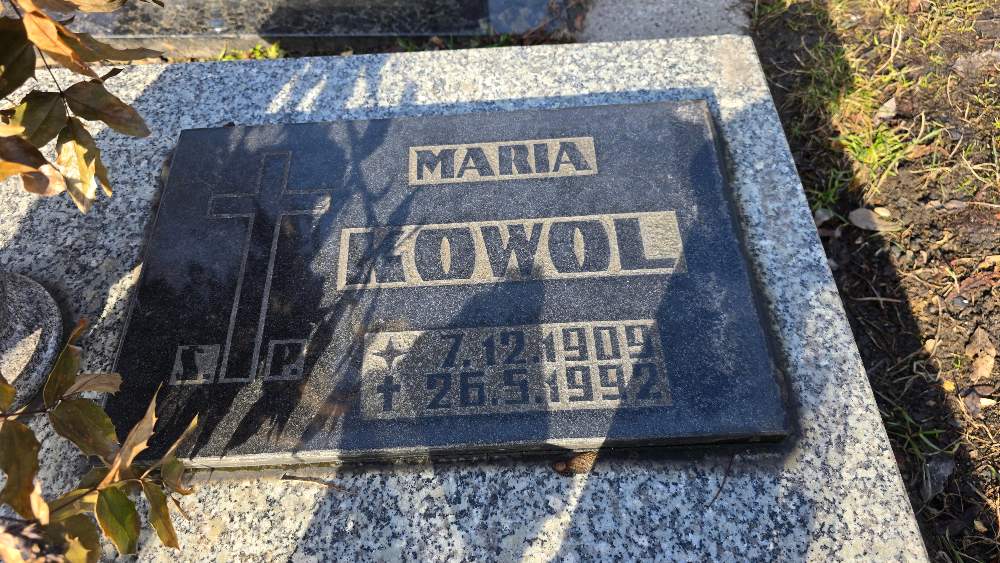 MARIA
KOWOL
Ś. P.
7.12.1909
✝ 26.5.1992